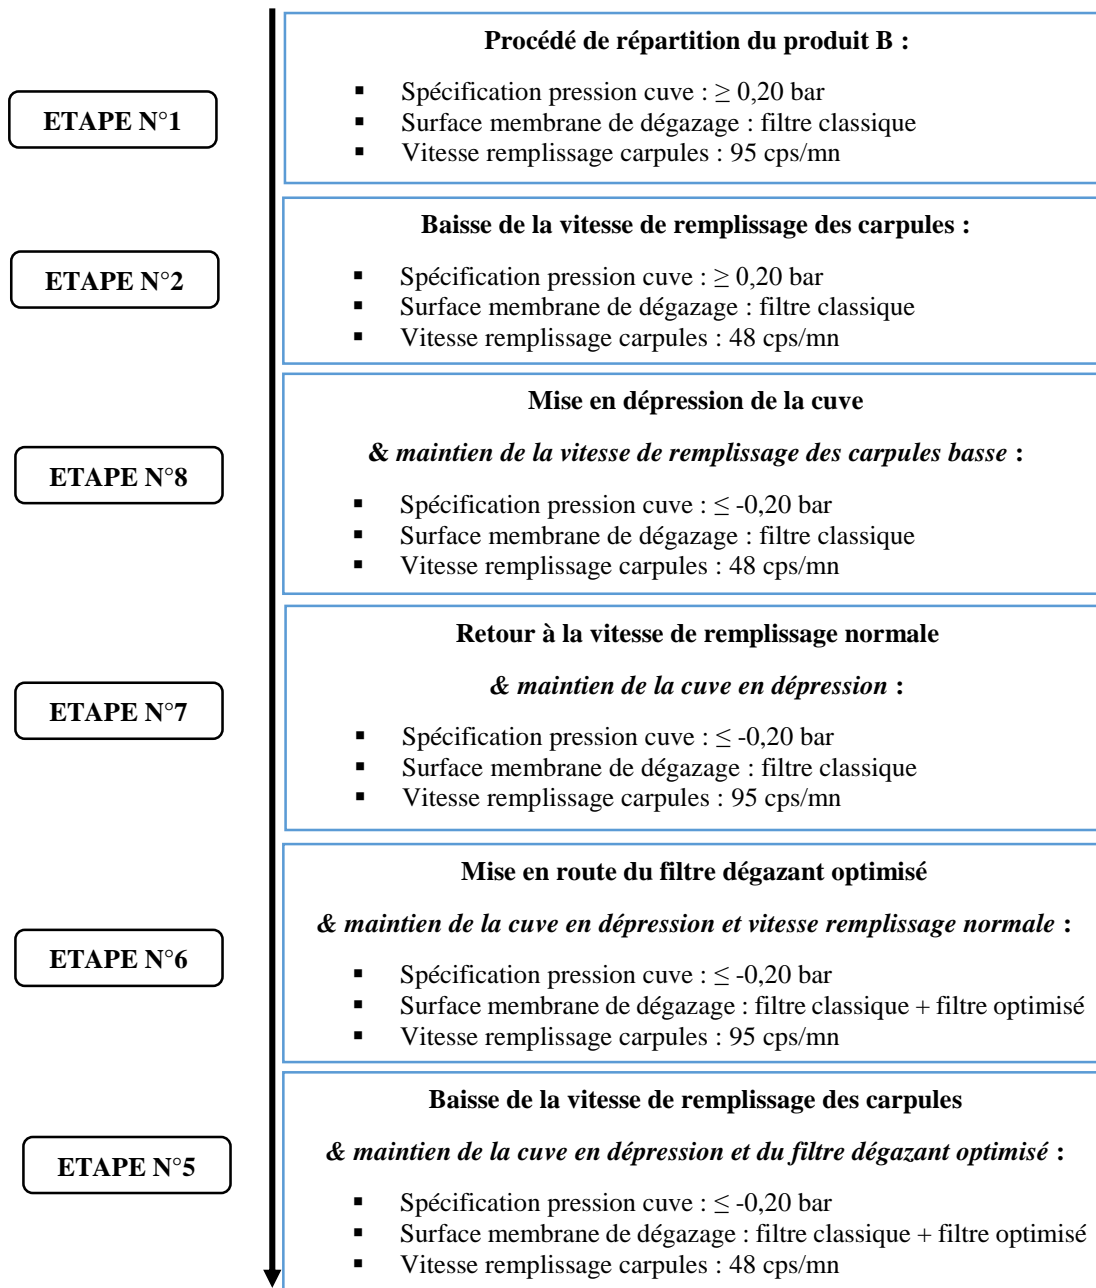 ETAPE N°1
Procédé de répartition du produit B :
▪ Spécification pression cuve : ≥ 0,20 bar
▪ Surface membrane de dégazage : filtre classique
▪ Vitesse remplissage carpules : 95 cps/mn
ETAPE N°2
Baisse de la vitesse de remplissage des carpules :
▪ Spécification pression cuve : ≥ 0,20 bar
▪ Surface membrane de dégazage : filtre classique
▪ Vitesse remplissage carpules : 48 cps/mn
ETAPE N°8
Mise en dépression de la cuve
& maintien de la vitesse de remplissage des carpules basse :
▪ Spécification pression cuve : ≤ -0,20 bar
▪ Surface membrane de dégazage : filtre classique
▪ Vitesse remplissage carpules : 48 cps/mn
ETAPE N°7
Retour à la vitesse de remplissage normale
& maintien de la cuve en dépression :
▪ Spécification pression cuve : ≤ -0,20 bar
▪ Surface membrane de dégazage : filtre classique
▪ Vitesse remplissage carpules : 95 cps/mn
ETAPE N°6
Mise en route du filtre dégazant optimisé
& maintien de la cuve en dépression et vitesse remplissage normale :
▪ Spécification pression cuve : ≤ -0,20 bar
▪ Surface membrane de dégazage : filtre classique + filtre optimisé
▪ Vitesse remplissage carpules : 95 cps/mn
ETAPE N°5
Baisse de la vitesse de remplissage des carpules
& maintien de la cuve en dépression et du filtre dégazant optimisé :
▪ Spécification pression cuve : ≤ -0,20 bar
▪ Surface membrane de dégazage : filtre classique + filtre optimisé
▪ Vitesse remplissage carpules : 48 cps/mn